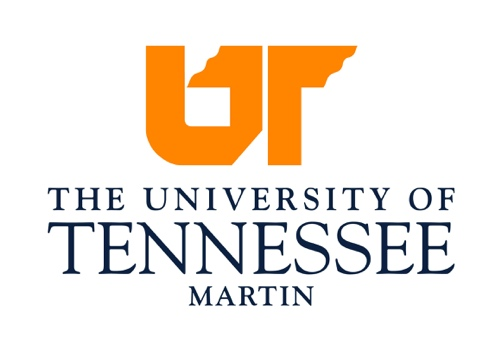 UT
THE UNIVERSITY OF
TENNESSEE
MARTIN